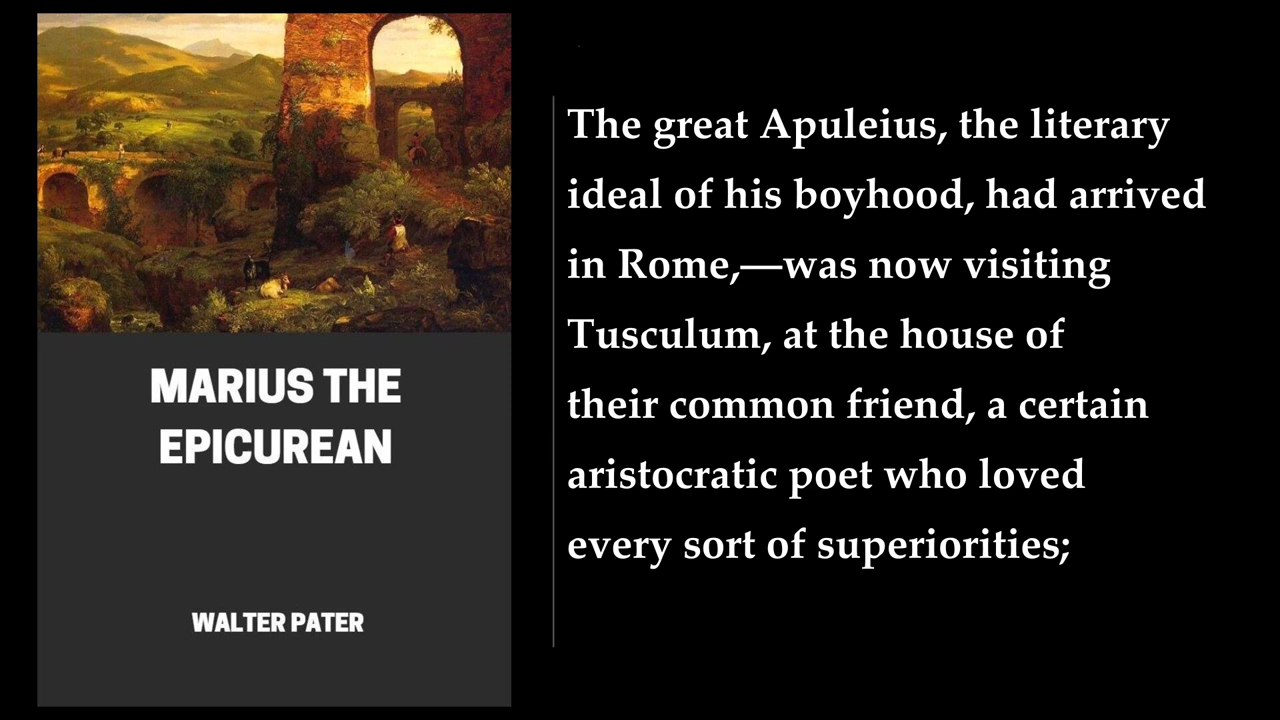 MARIUS THE
EPICUREAN
WALTER PATER
The great Apuleius, the literary
ideal of his boyhood, had arrived
in Rome,—was now visiting
Tusculum, at the house of
their common friend, a certain
aristocratic poet who loved
every sort of superiorities;